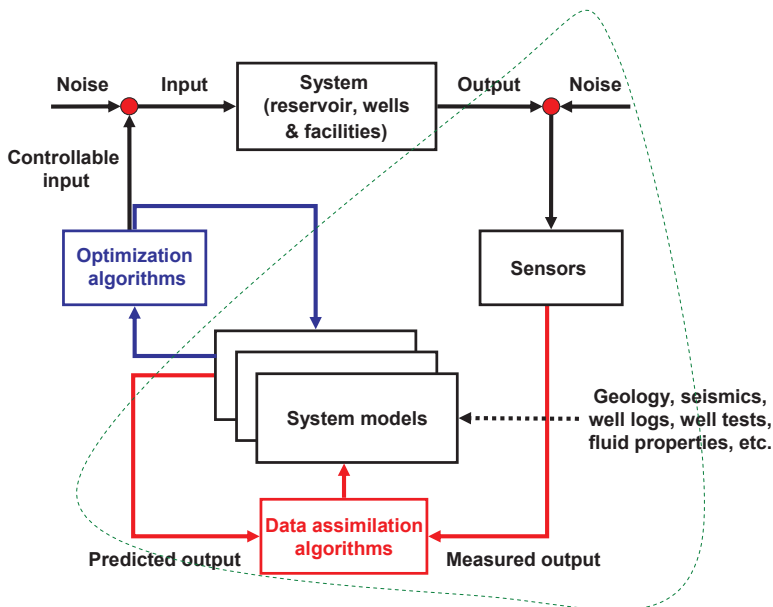 Noise
Input
System
(reservoir, wells
& facilities)
Output
Noise
Controllable
input
Optimization
algorithms
Sensors
System models
Geology, seismics,
well logs, well tests,
fluid properties, etc.
Data assimilation
algorithms
Predicted output
Measured output